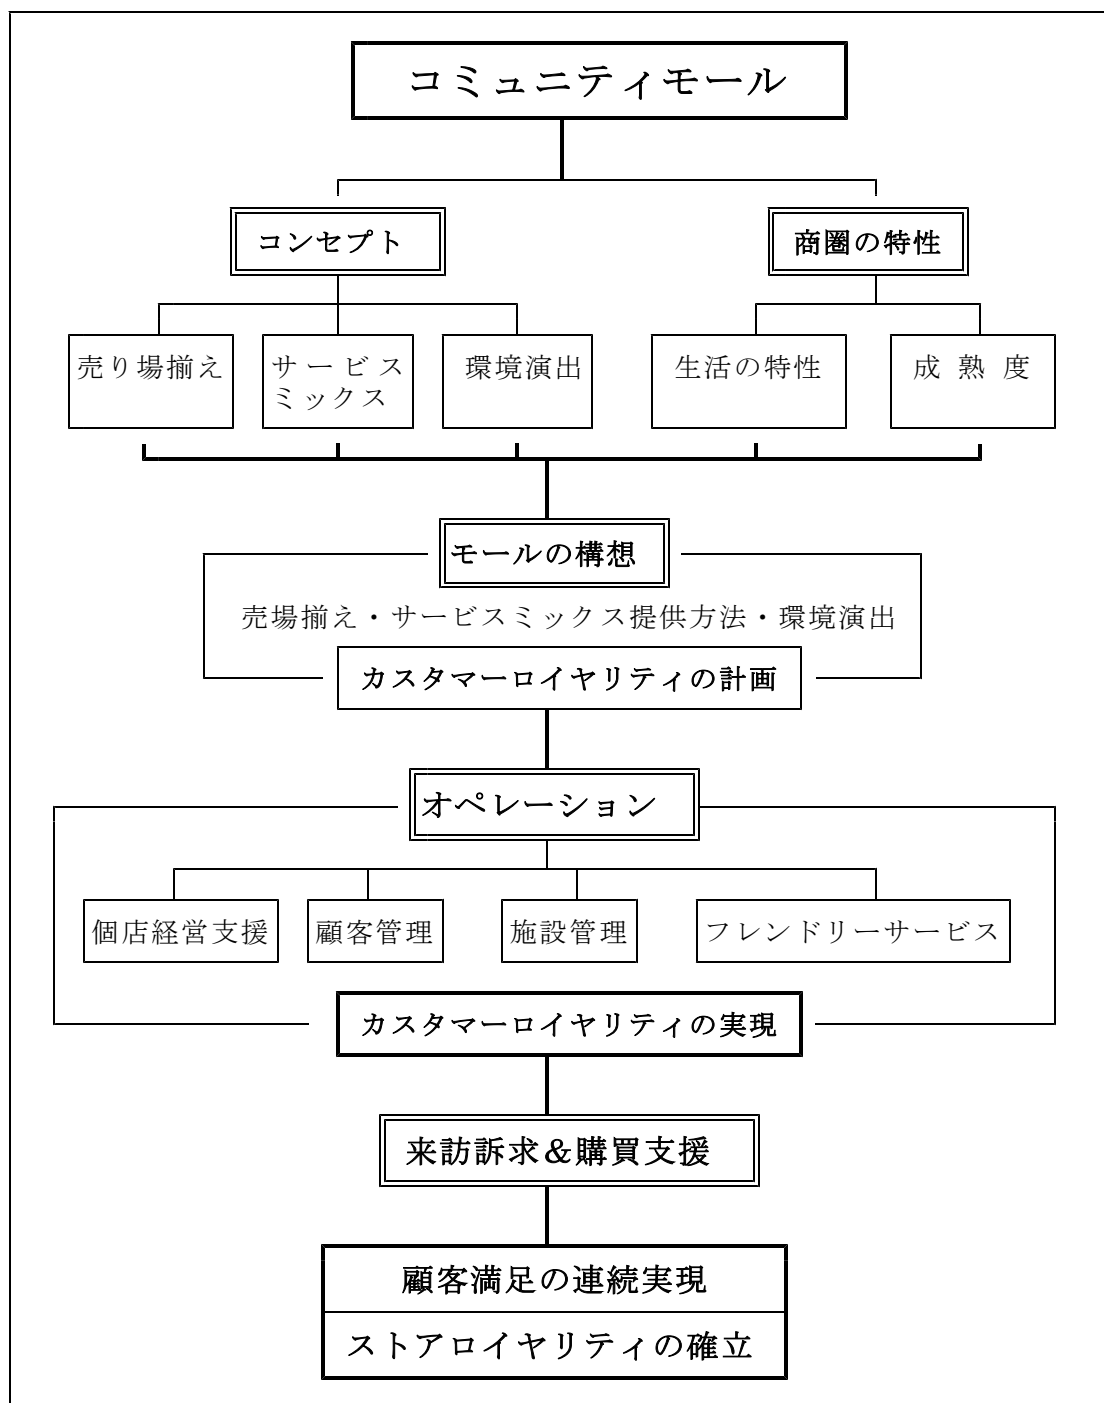 コミュニティモール
コンセプト
商圏の特性
売り場揃え
サービス
ミックス
環境演出
生活の特性
成熟度
モールの構想
売場揃え・サービスミックス提供方法・環境演出
カスタマーロイヤリティの計画
オペレーション
個店経営支援
顧客管理
施設管理
フレンドリーサービス
カスタマーロイヤリティの実現
来訪訴求&購買支援
顧客満足の連続実現
ストアロイヤリティの確立